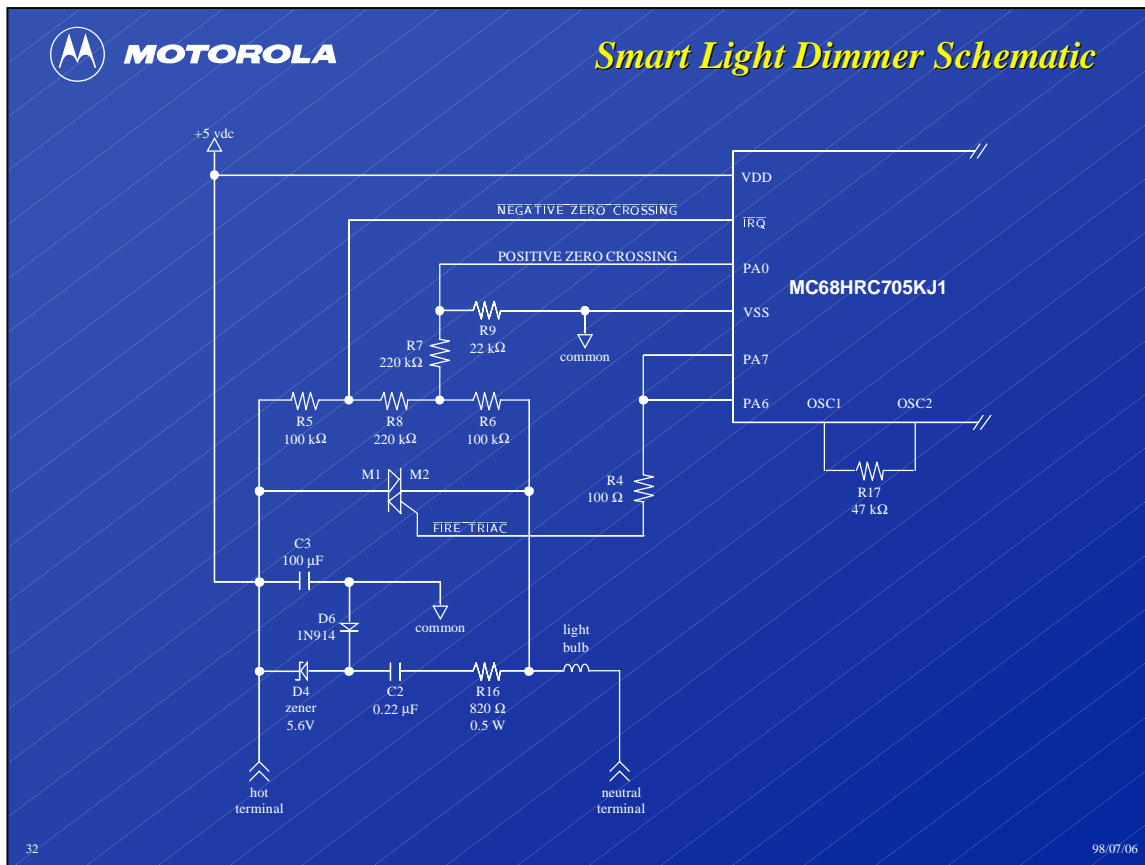 MOTOROLA
Smart Light Dimmer Schematic
+5 vdc
VDD
NEGATIVE ZERO CROSSING
IRQ
POSITIVE ZERO CROSSING
PA0
MC68HRC705KJ1
R9
22 kΩ
VSS
common
R7
220 kΩ
PA7
PA6
OSC1
OSC2
R5
100 kΩ
R8
220 kΩ
R6
100 kΩ
M1
M2
R4
100 Ω
R17
47 kΩ
FIRE TRIAC
C3
100 µF
D6
1N914
common
light
bulb
D4
zener
5.6V
C2
0.22 µF
R16
820 Ω
0.5 W
hot
terminal
neutral
terminal
32
98/07/06